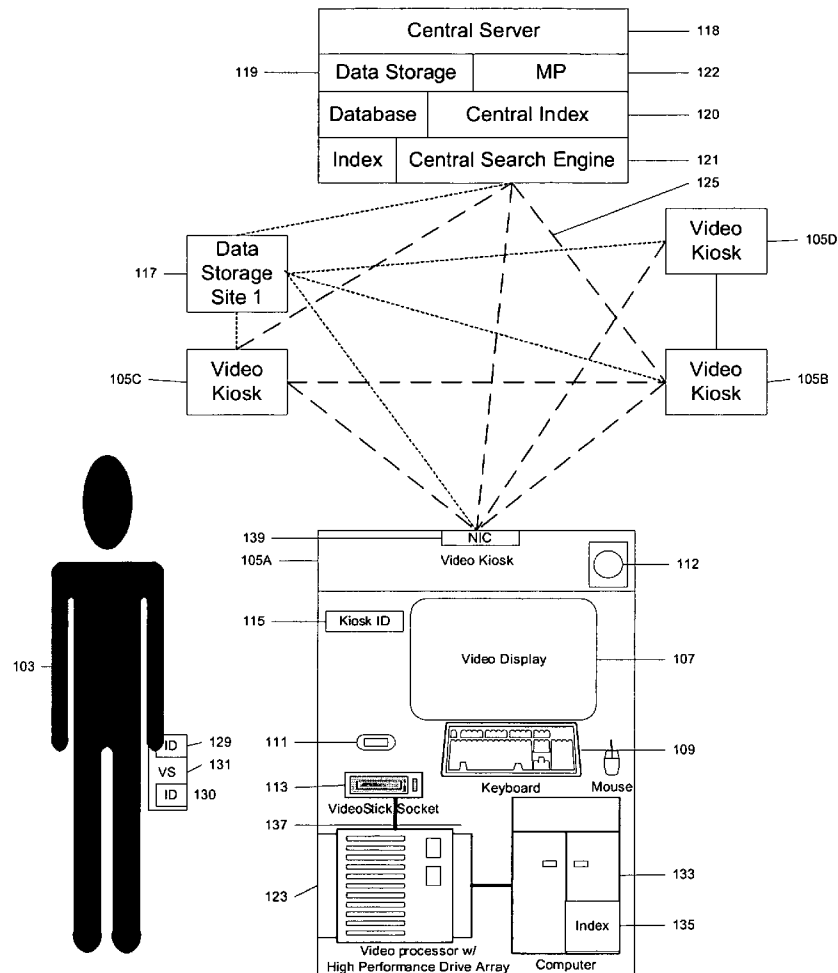 Central Server
118
119
Data Storage
MP
122
Database
Central Index
120
Index
Central Search Engine
121
125
Data
Storage
Site 1
117
Video
Kiosk
105D
105C
Video
Kiosk
Video
Kiosk
105B
139
NIC
105A
Video Kiosk
112
115
Kiosk ID
103
Video Display
107
111
ID
129
VS
131
ID
130
109
113
Keyboard
Mouse
VideoStick Socket
137
123
133
Index
135
Video processor w/
High Performance Drive Array
Computer